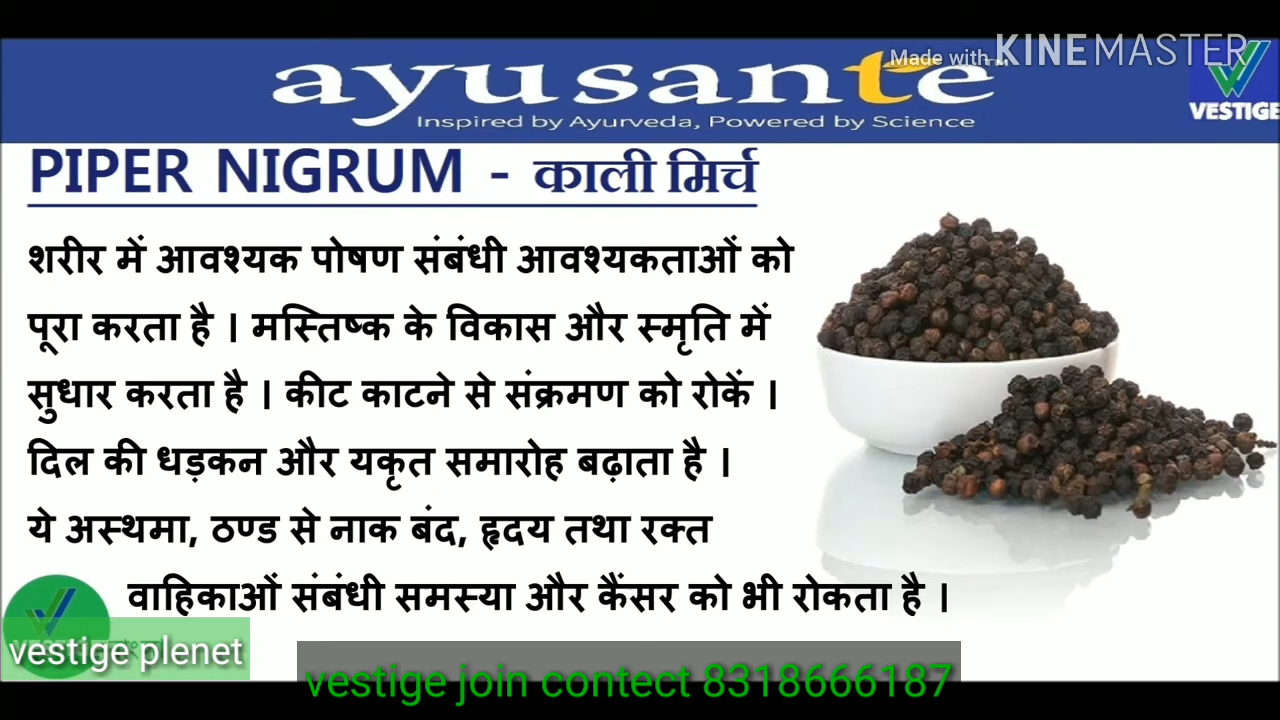 Made with KINEMASTER
ayusante
Inspired by Ayurveda, Powered by Science
VESTIGE
PIPER NIGRUM - काली मिर्च
शरीर में आवश्यक पोषण संबंधी आवश्यकताओं को
पूरा करता है । मस्तिष्क के विकास और स्मृति में
सुधार करता है । कीट काटने से संक्रमण को रोकें ।
दिल की धड़कन और यकृत समारोह बढ़ाता है ।
ये अस्थमा, ठण्ड से नाक बंद, हृदय तथा रक्त
वाहिकाओं संबंधी समस्या और कैंसर को भी रोकता है ।
vestige plenet
vestige join contect 8318666187